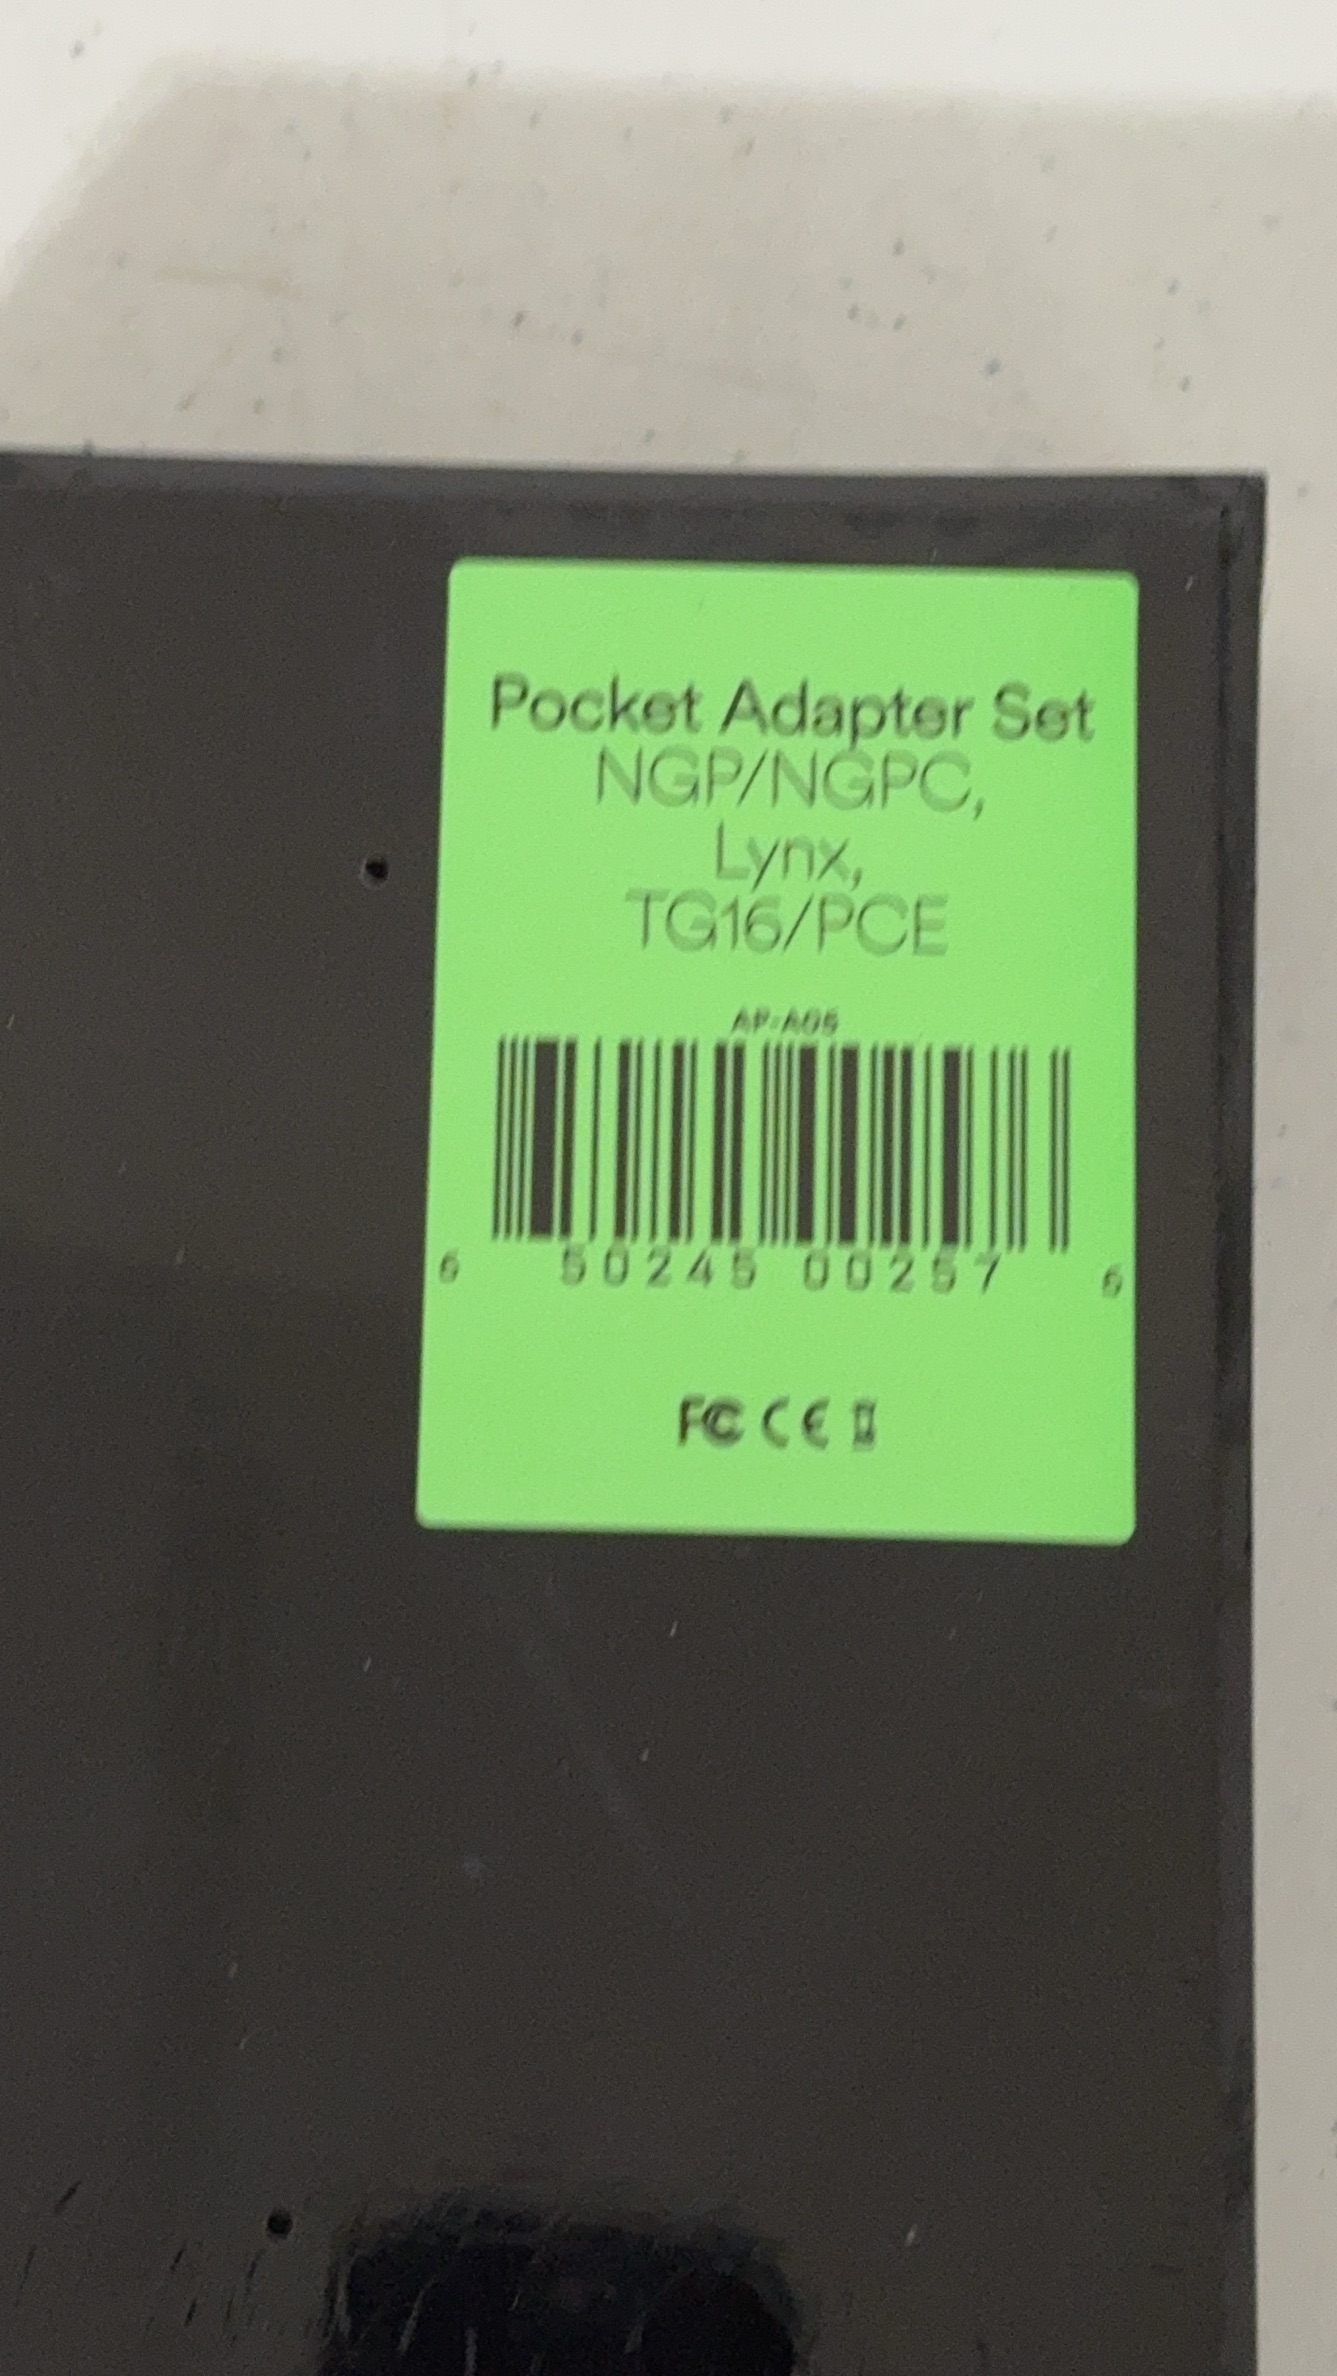 Pocket Adapter Set
NGP/NGPC,
Lynx,
TG16/PCE
AP-A05
6 50245 00257 6
FC CE